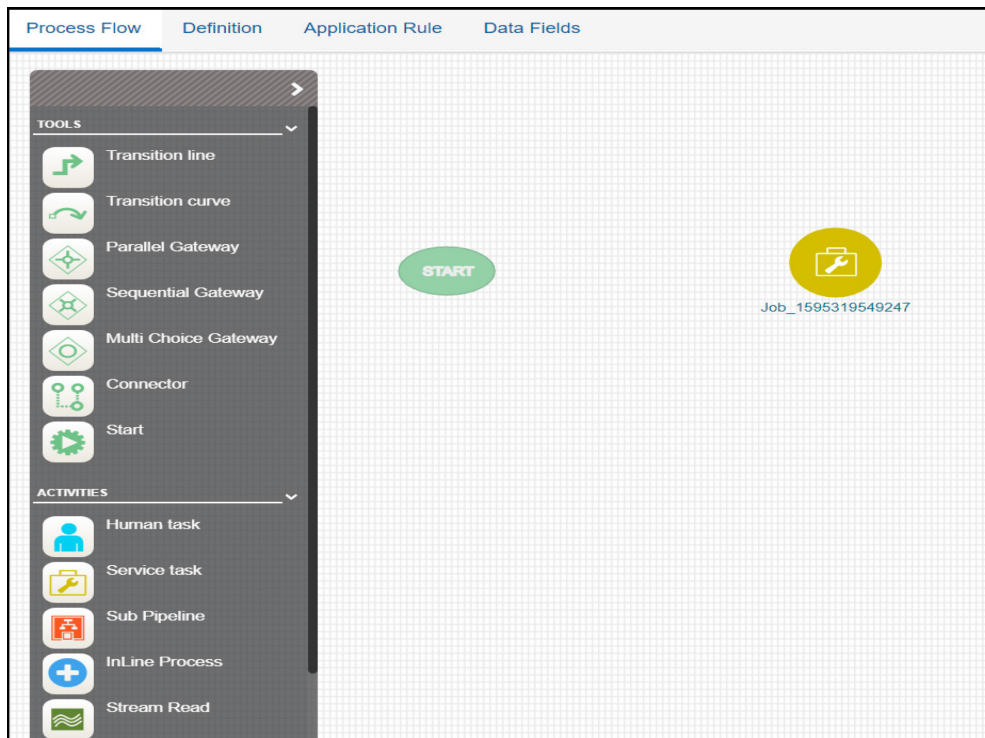 Process Flow Definition Application Rule Data Fields
TOOLS
Transition line
Transition curve
Parallel Gateway
Sequential Gateway
Multi Choice Gateway
Connector
Start
ACTIVITIES
Human task
Service task
Sub Pipeline
InLine Process
Stream Read
START
Job_1595319549247